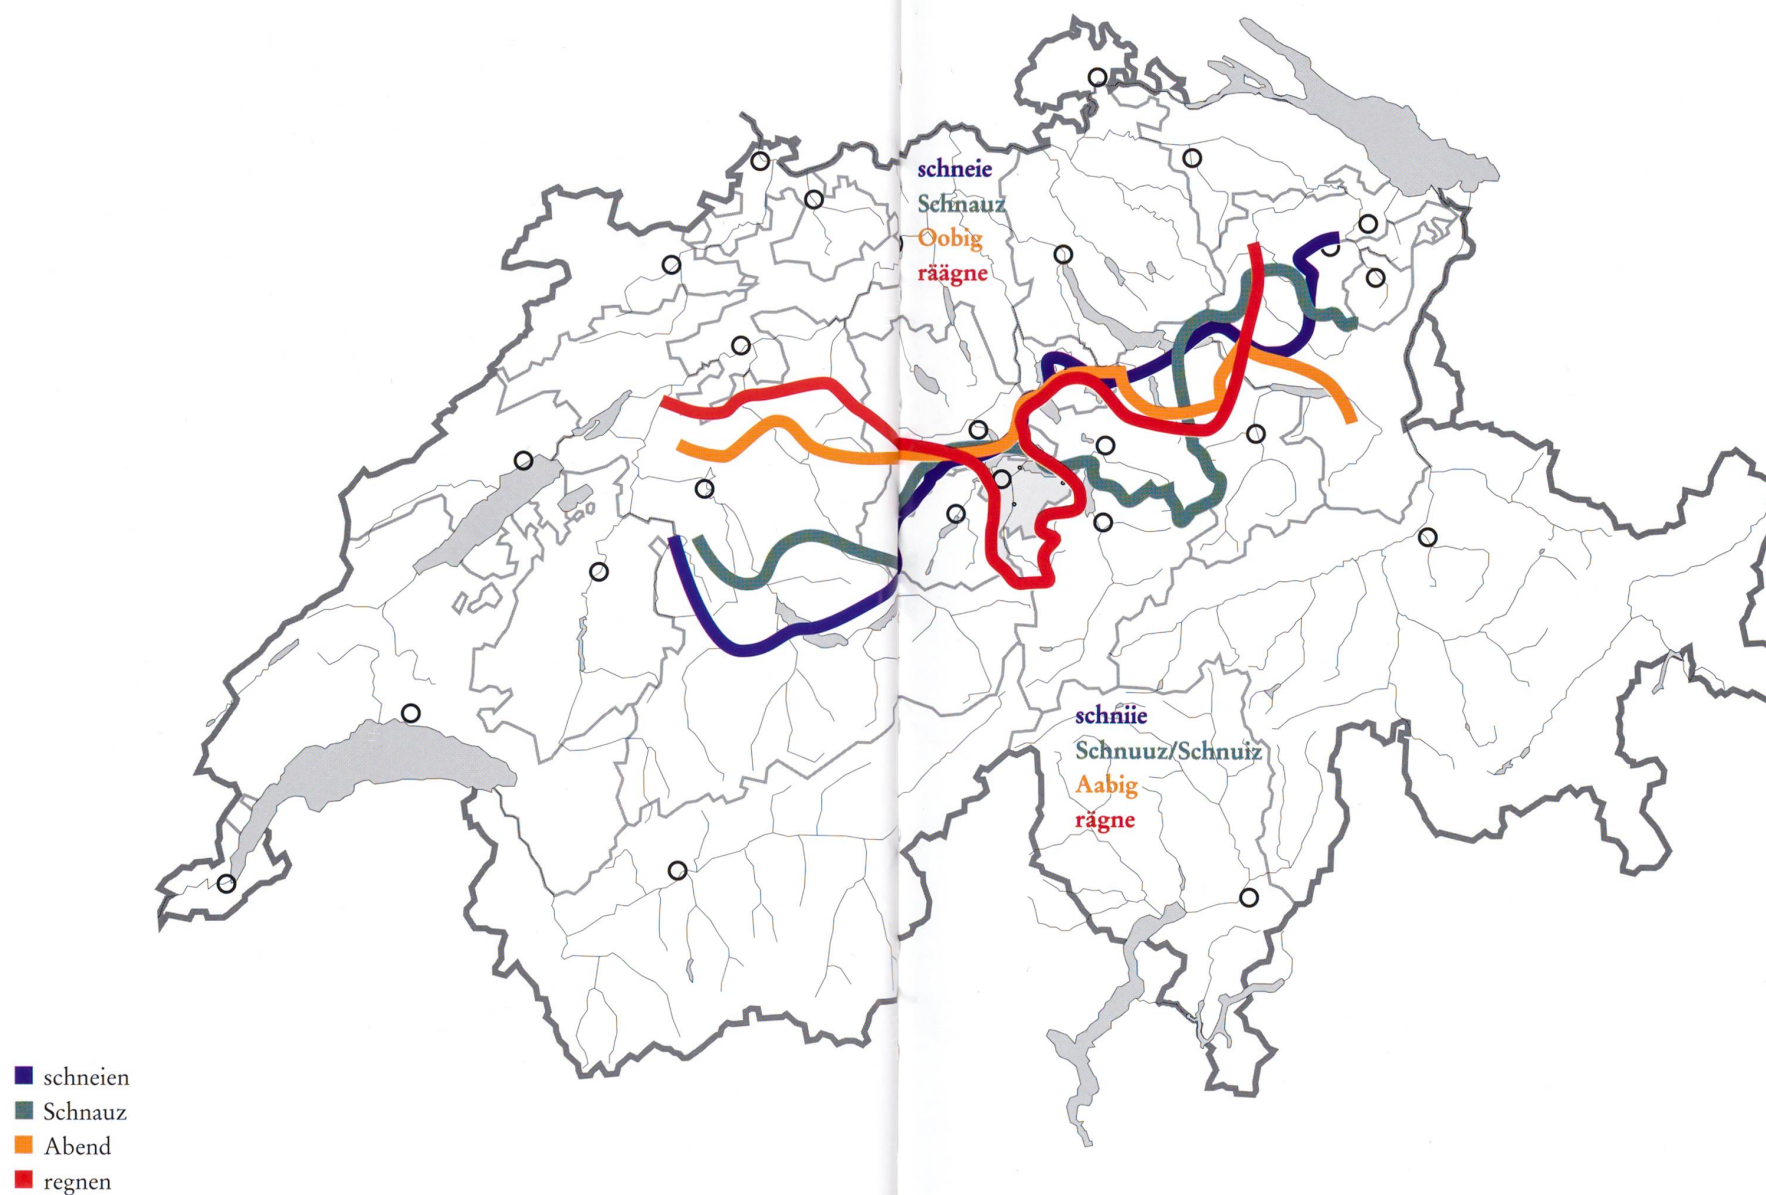 schneie
Schnauz
Oobig
räägne
schniie
Schnuuz/Schnuiz
Aabig
rägne
schneien
Schnauz
Abend
regnen